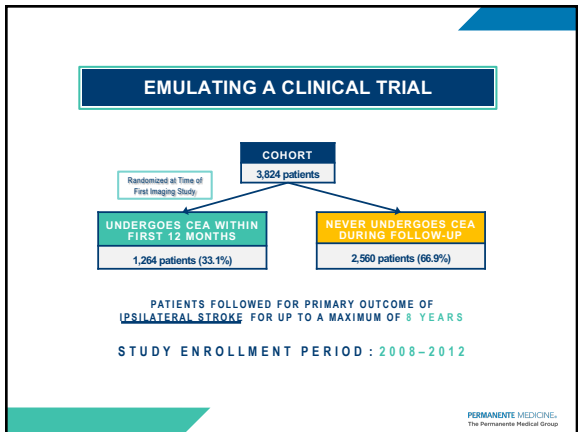 EMULATING A CLINICAL TRIAL
COHORT
3,824 patients
Randomized at Time of
First Imaging Study
UNDERGOES CEA WITHIN
FIRST 12 MONTHS
1,264 patients (33.1%)
NEVER UNDERGOES CEA
DURING FOLLOW-UP
2,560 patients (66.9%)
PATIENTS FOLLOWED FOR PRIMARY OUTCOME OF
IPSILATERAL STROKE FOR UP TO A MAXIMUM OF 8 YEARS
STUDY ENROLLMENT PERIOD: 2008–2012
PERMANENTE MEDICINE®
The Permanente Medical Group